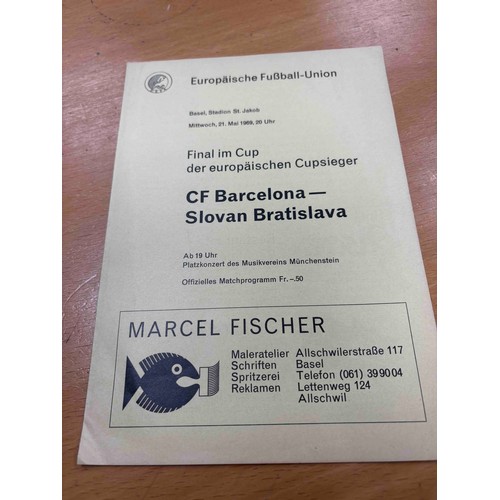 Europäische Fußball-Union
Basel, Stadion St. Jakob
Mittwoch, 21. Mai 1969, 20 Uhr
Final im Cup
der europäischen Cupsieger
CF Barcelona—
Slovan Bratislava
Ab 19 Uhr
Platzkonzert des Musikvereins Münchenstein
Offizielles Matchprogramm Fr.–.50
MARCEL FISCHER
Maleratelier Allschwilerstraße 117
Schriften Basel
Spritzerei Telefon (061) 39 90 04
Reklamen Lettenweg 124
Allschwil